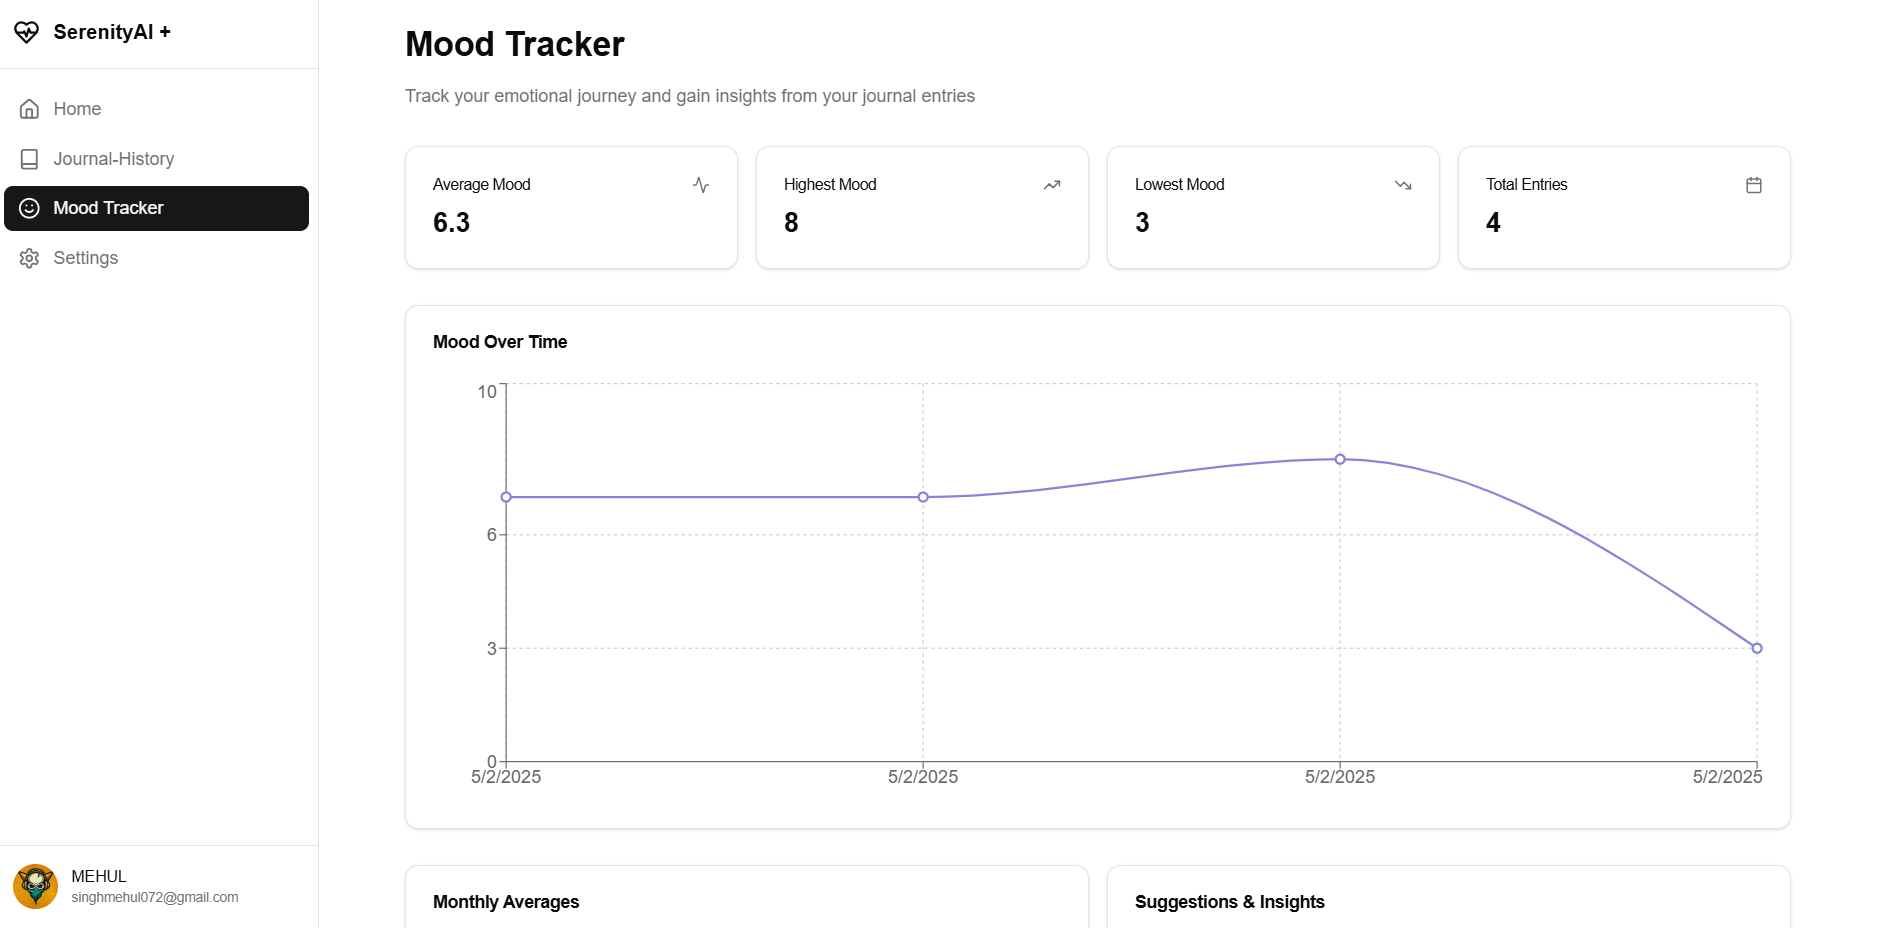 SerenityAI +
Home
Journal-History
Mood Tracker
Settings
MEHUL
singhmehul072@gmail.com
Mood Tracker
Track your emotional journey and gain insights from your journal entries
Average Mood
6.3
Highest Mood
8
Lowest Mood
3
Total Entries
4
Mood Over Time
10
6
3
0
5/2/2025 5/2/2025 5/2/2025 5/2/2025
Monthly Averages
Suggestions & Insights